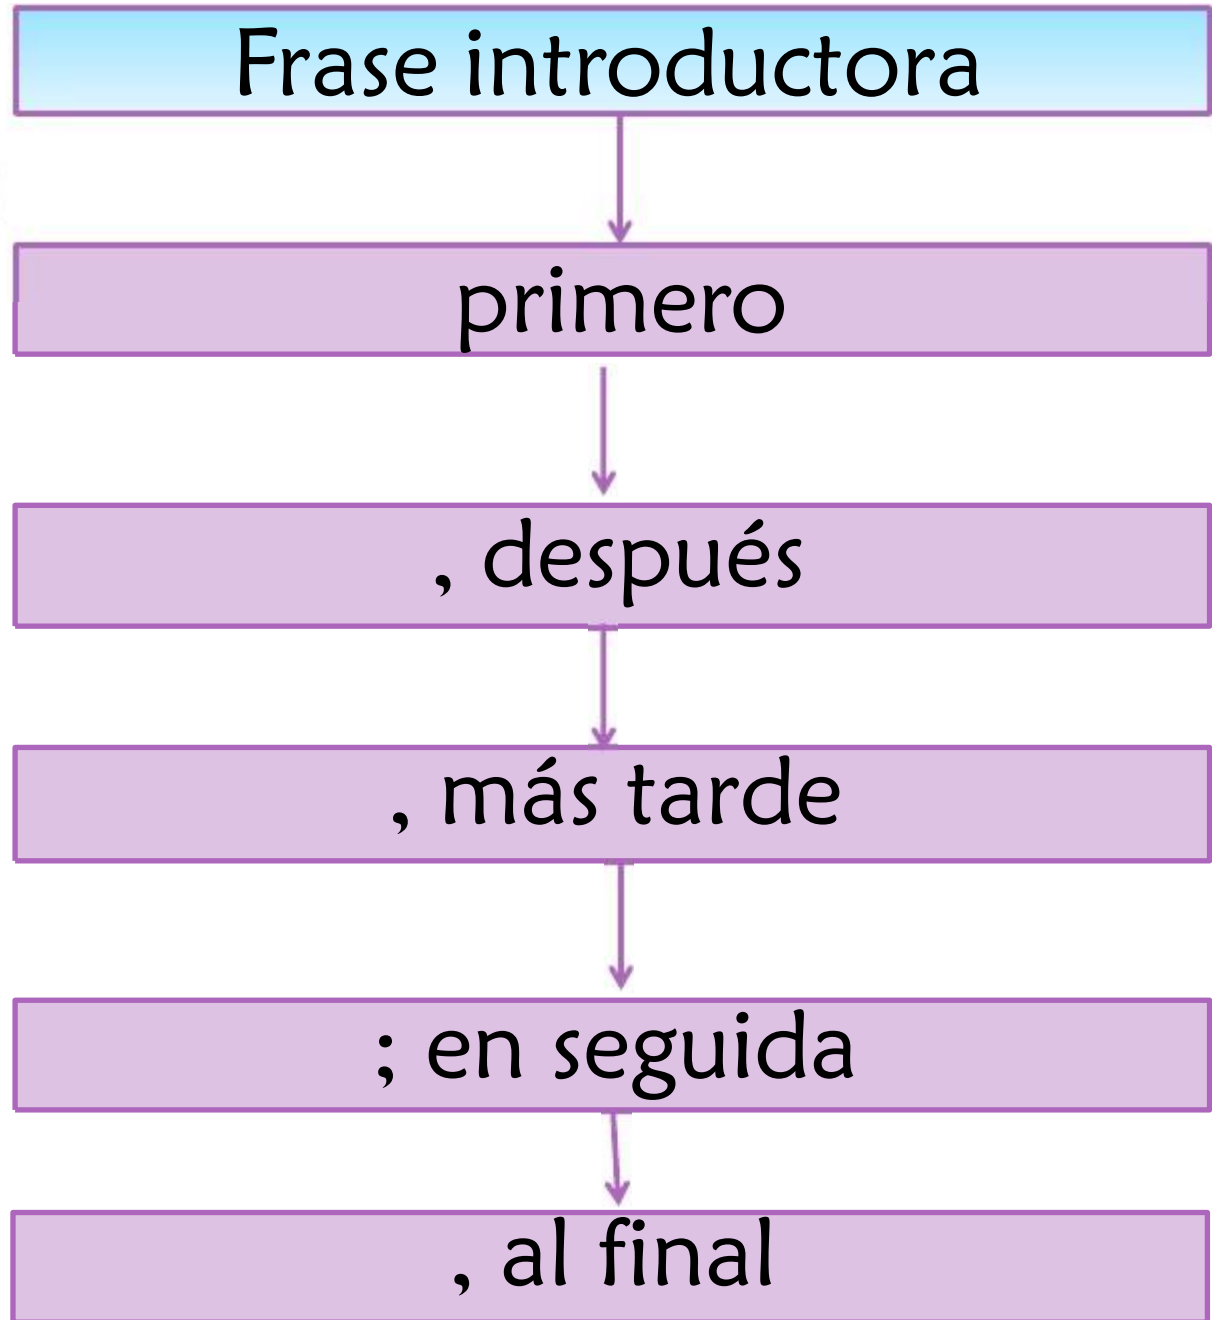 Frase introductora
primero
, después
, más tarde
; en seguida
, al final